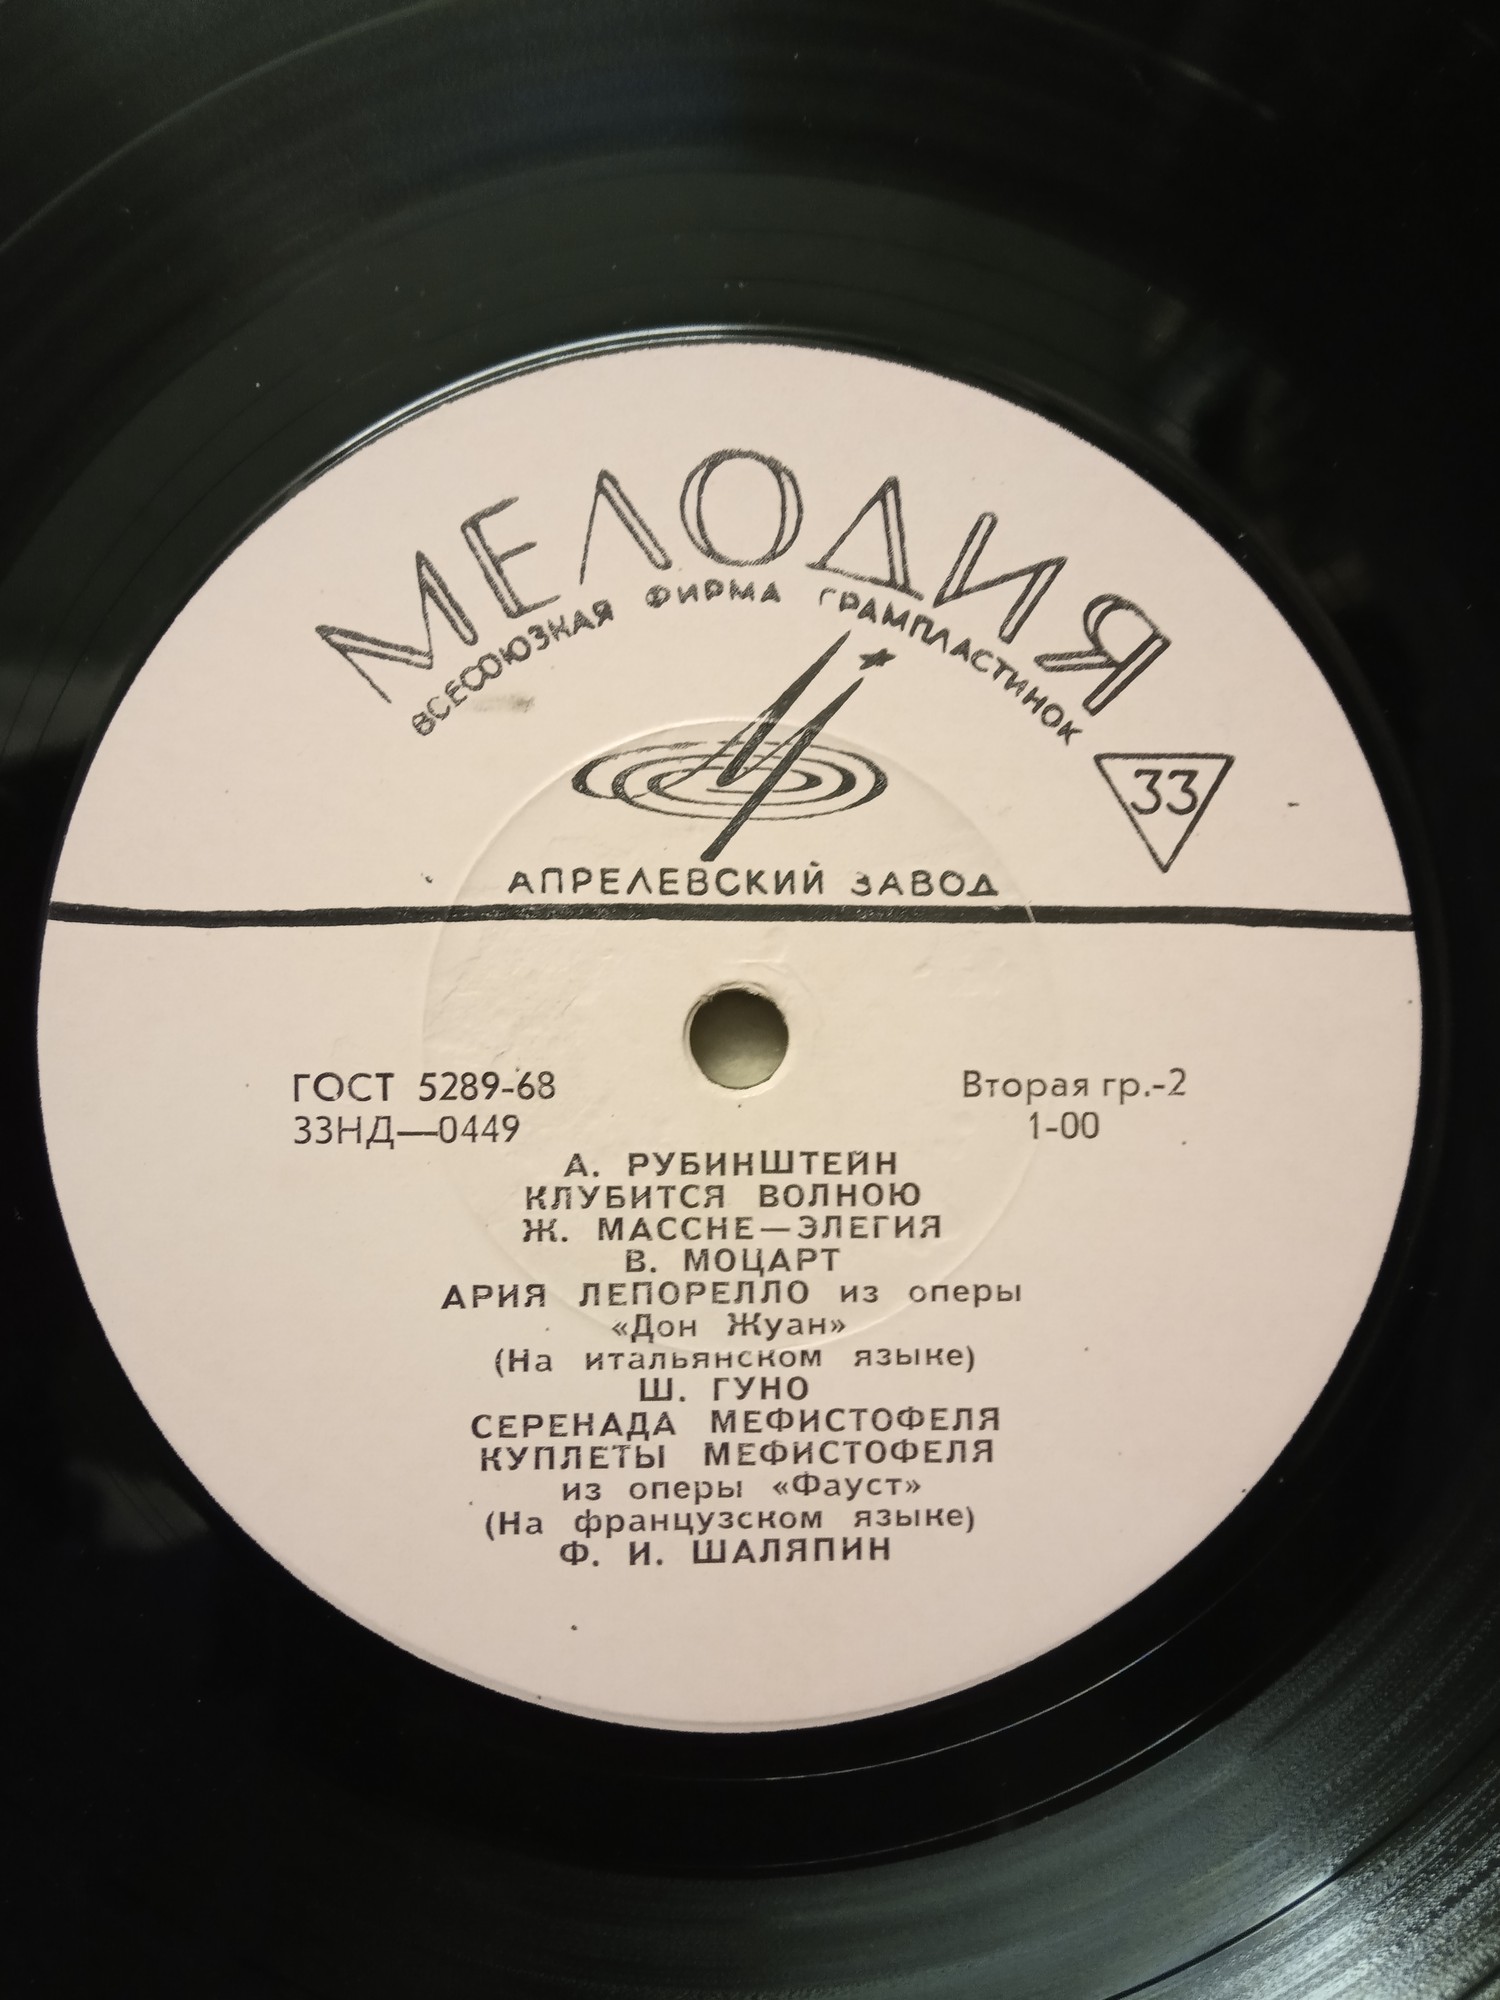 МЕЛОДИЯ
ВСЕСОЮЗНАЯ ФИРМА ГРАМПЛАСТИНОК
33
АПРЕЛЕВСКИЙ ЗАВОД
ГОСТ 5289-68
Вторая гр.-2
33НД—0449
1-00
А. РУБИНШТЕЙН
КЛУБИТСЯ ВОЛНОЮ
Ж. МАССНЕ—ЭЛЕГИЯ
В. МОЦАРТ
АРИЯ ЛЕПОРЕЛЛО из оперы
«Дон Жуан»
(На итальянском языке)
Ш. ГУНО
СЕРЕНАДА МЕФИСТОФЕЛЯ
КУПЛЕТЫ МЕФИСТОФЕЛЯ
из оперы «Фауст»
(На французском языке)
Ф. И. ШАЛЯПИН